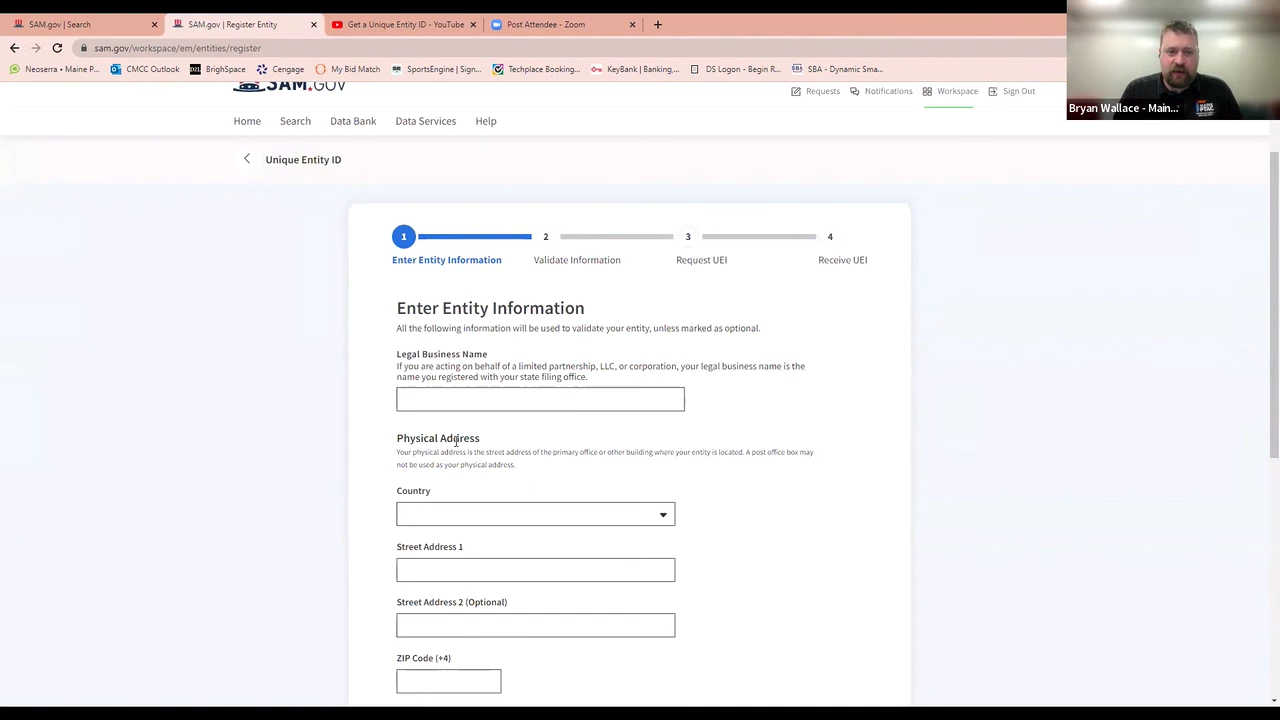 SAM.gov | Search
SAM.gov | Register Entity
Get a Unique Entity ID - YouTube
Post Attendee - Zoom
sam.gov/workspace/em/entities/register
Neoserra • Maine P...
CMCC Outlook
BrighSpace
Cengage
My Bid Match
SportsEngine | Sign...
Techplace Booking...
KeyBank | Banking,...
DS Logon - Begin R...
SBA - Dynamic Sma...
Bryan Wallace - Main...
SAM.GOV
Requests
Notifications
Workspace
Sign Out
Home
Search
Data Bank
Data Services
Help
Unique Entity ID
1
2
3
4
Enter Entity Information
Validate Information
Request UEI
Receive UEI
Enter Entity Information
All the following information will be used to validate your entity, unless marked as optional.
Legal Business Name
If you are acting on behalf of a limited partnership, LLC, or corporation, your legal business name is the
name you registered with your state filing office.
Physical Address
Your physical address is the street address of the primary office or other building where your entity is located. A post office box may
not be used as your physical address.
Country
Street Address 1
Street Address 2 (Optional)
ZIP Code (+4)